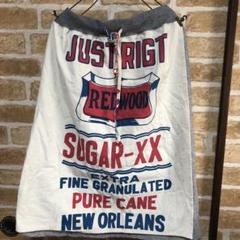 JUST RIGT
REDWOOD
SUGAR-XX
EXTRA
FINE GRANULATED
PURE CANE
NEW ORLEANS